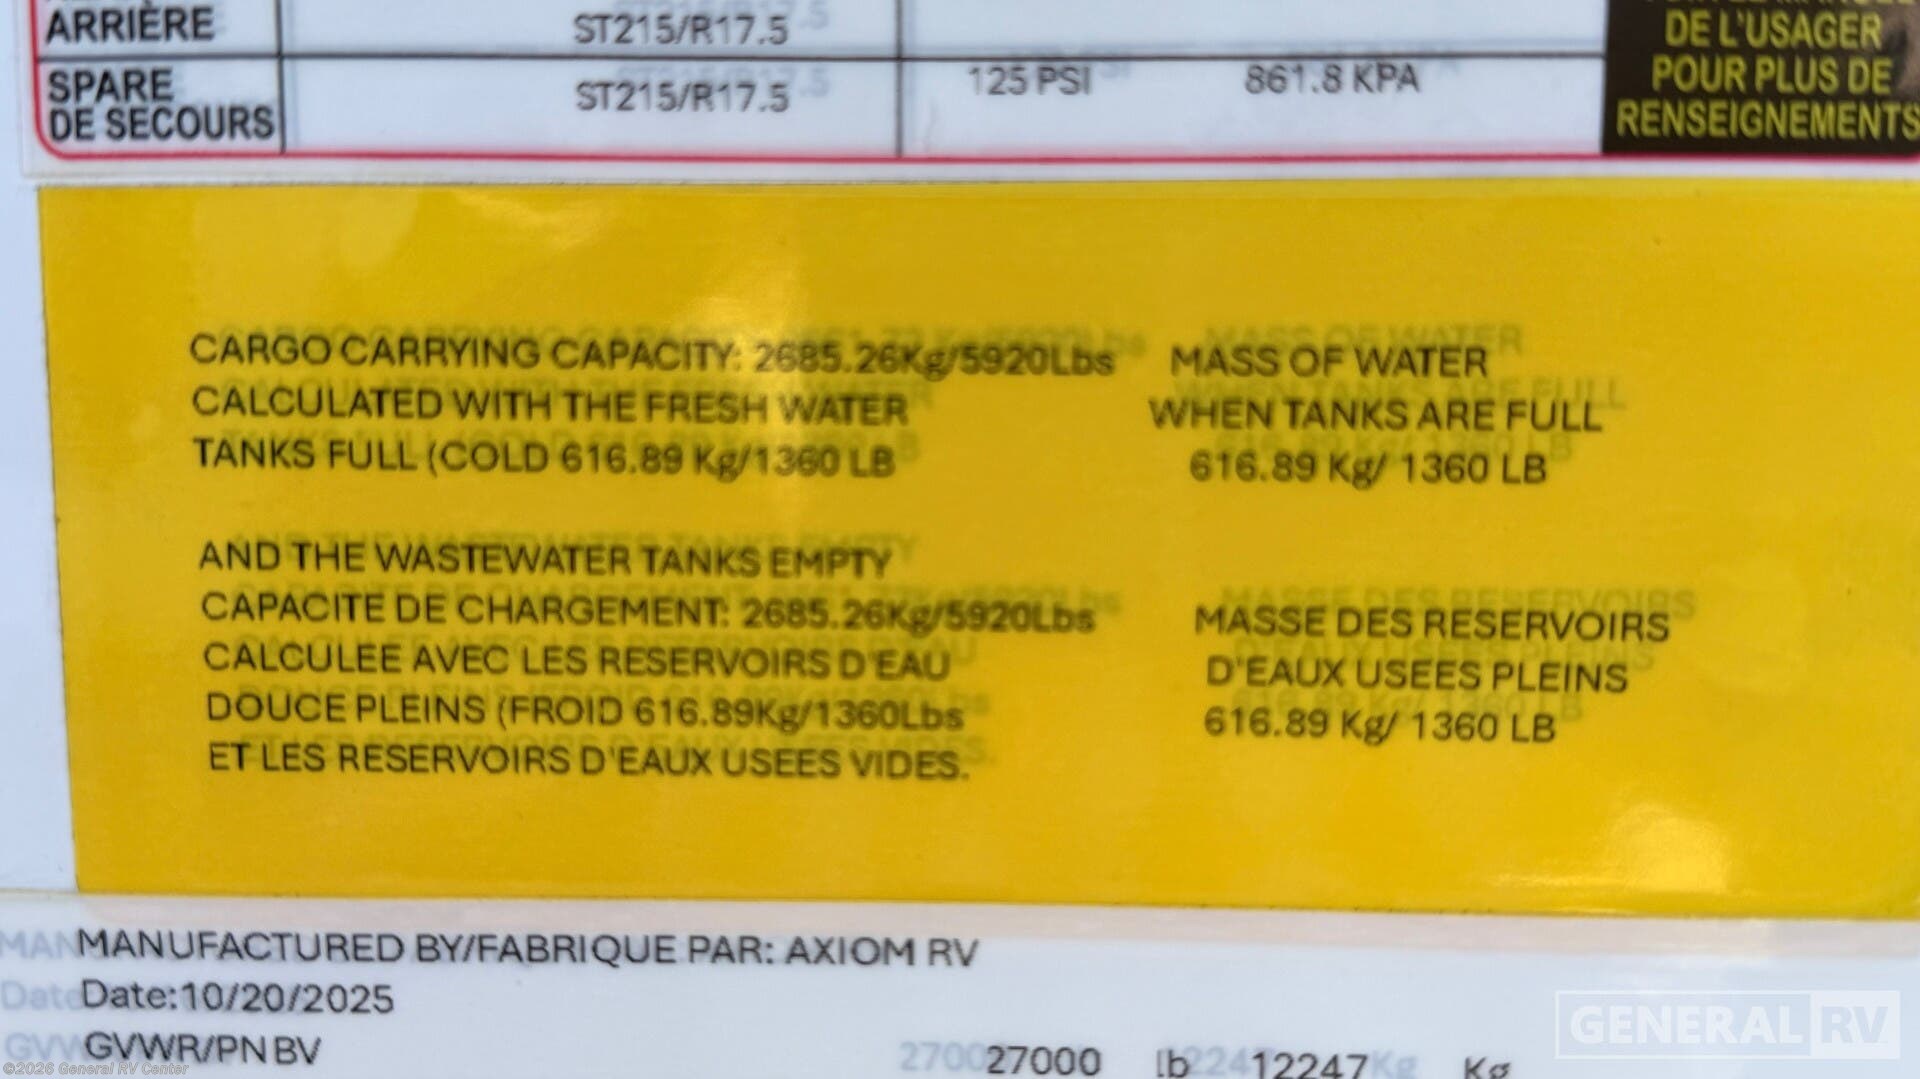 ARRIÈRE ST215/R17.5
SPARE
DE SECOURS ST215/R17.5 125 PSI 861.8 KPA
DE L'USAGER
POUR PLUS DE
RENSEIGNEMENTS
CARGO CARRYING CAPACITY: 2685.26Kg/5920Lbs
CALCULATED WITH THE FRESH WATER
TANKS FULL (COLD 616.89 Kg/1360 LB
MASS OF WATER
WHEN TANKS ARE FULL
616.89 Kg/ 1360 LB
AND THE WASTEWATER TANKS EMPTY
CAPACITE DE CHARGEMENT: 2685.26Kg/5920Lbs
CALCULEE AVEC LES RESERVOIRS D'EAU
DOUCE PLEINS (FROID 616.89Kg/1360Lbs
ET LES RESERVOIRS D'EAUX USEES VIDES.
MASSE DES RESERVOIRS
D'EAUX USEES PLEINS
616.89 Kg/ 1360 LB
MANUFACTURED BY/FABRIQUE PAR: AXIOM RV
Date:10/20/2025
GVWR/PNBV 27000 lb 12247 Kg
GENERAL RV
©2026 General RV Center